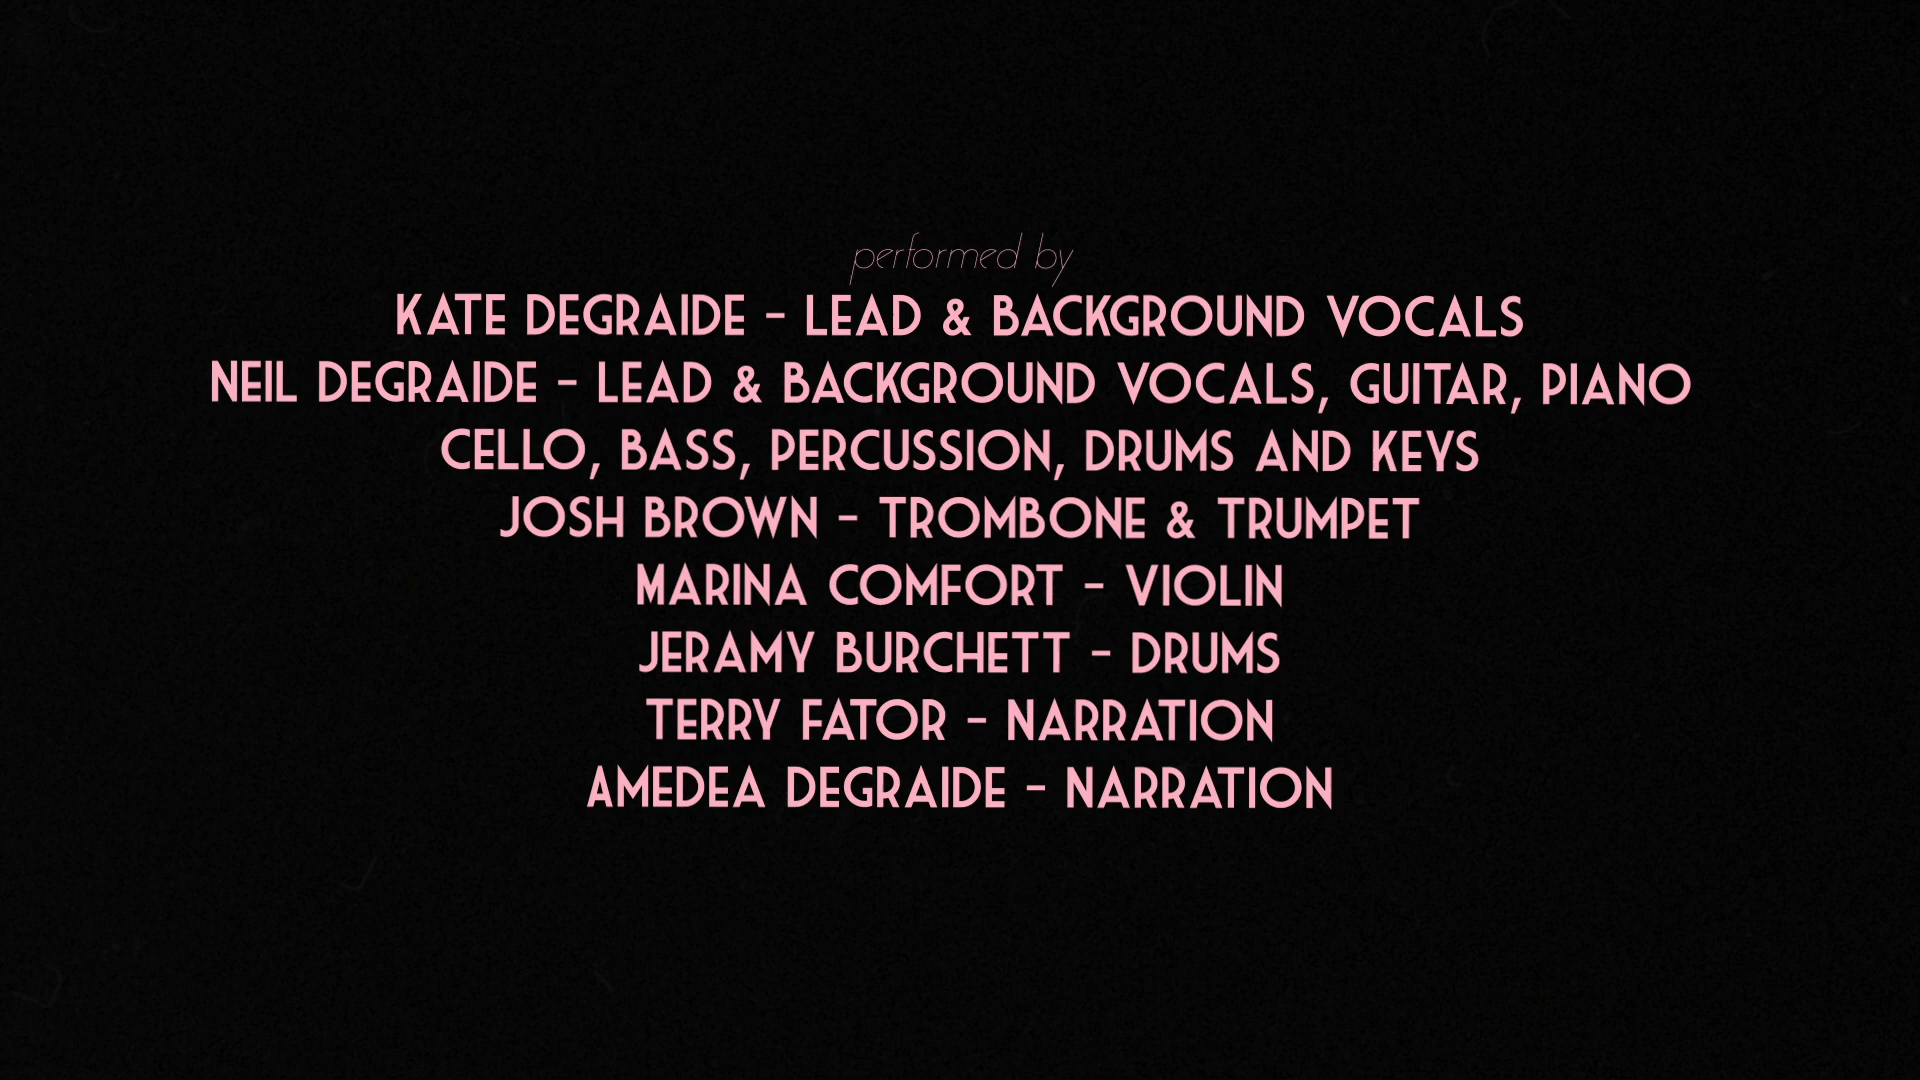 performed by
KATE DEGRAIDE - LEAD & BACKGROUND VOCALS
NEIL DEGRAIDE - LEAD & BACKGROUND VOCALS, GUITAR, PIANO
CELLO, BASS, PERCUSSION, DRUMS AND KEYS
JOSH BROWN - TROMBONE & TRUMPET
MARINA COMFORT - VIOLIN
JERAMY BURCHETT - DRUMS
TERRY FATOR - NARRATION
AMEDEA DEGRAIDE - NARRATION